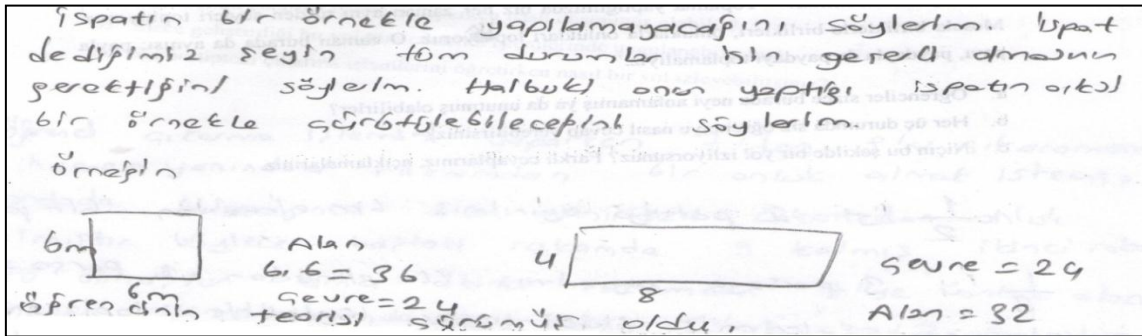 ispatın bir örnekle yapılamayacağını söylerim. İspat
dediğimiz şeyin tüm durumlar için genel olmasının
gerektiğini söylerim. Halbuki onun yaptığı ispatın aksi
bir örnekle çürütülebileceğini söylerim.
Örneğin
6m
6m
Alan
6.6 = 36
Çevre = 24
4
8
Çevre = 24
Alan = 32
öğrencinin teorisi çürümüş oldu